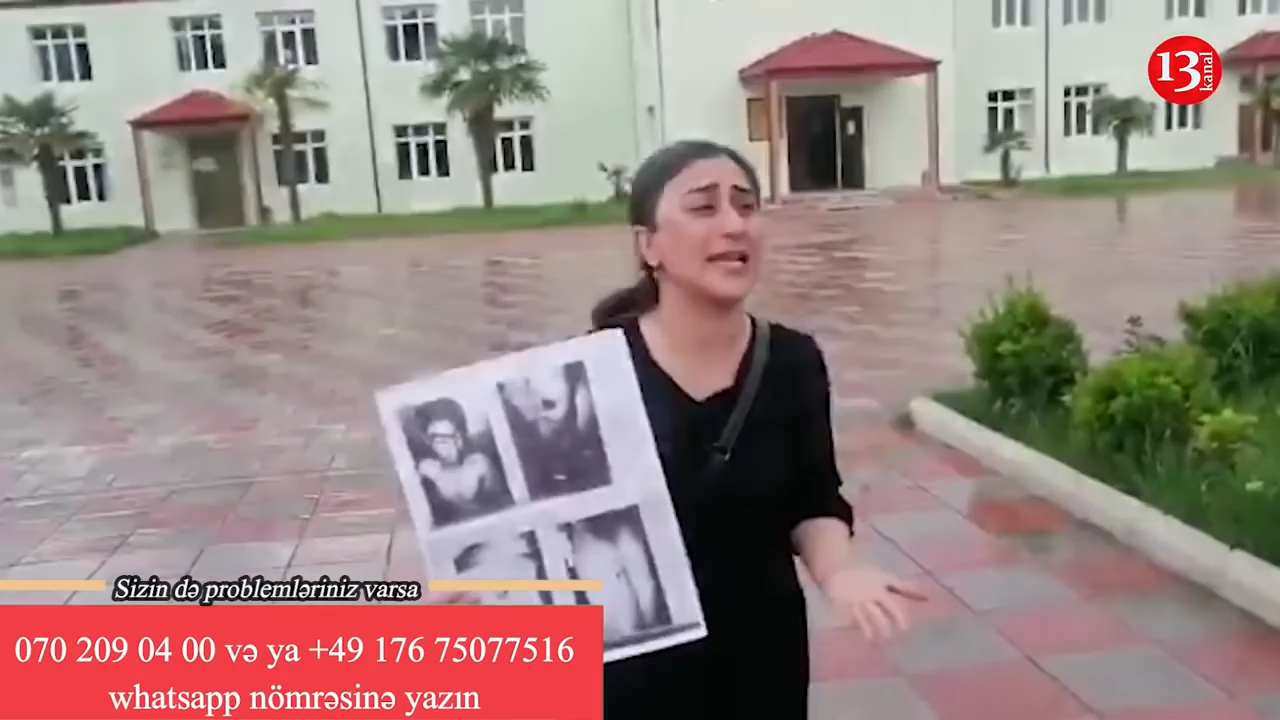 13
kanal
Sizin də problemləriniz varsa
070 209 04 00 və ya +49 176 75077516
whatsapp nömrəsinə yazın